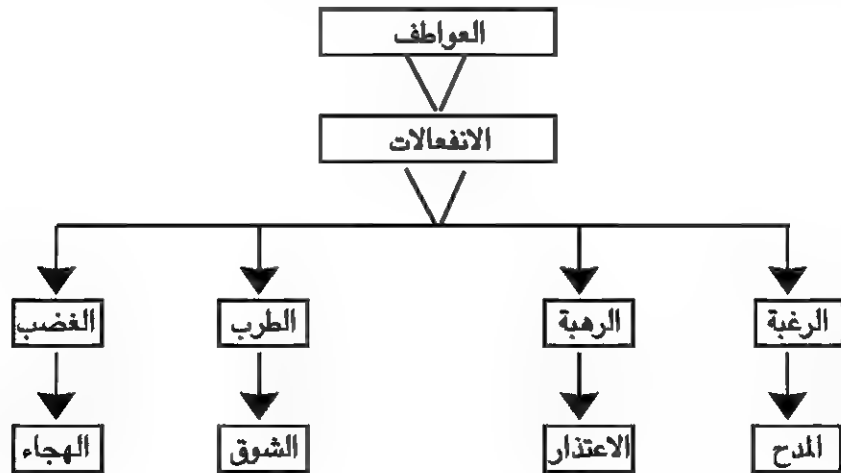 العواطف
الانفعالات
الرغبة
الرهبة
الطرب
الغضب
المدح
الاعتذار
الشوق
الهجاء